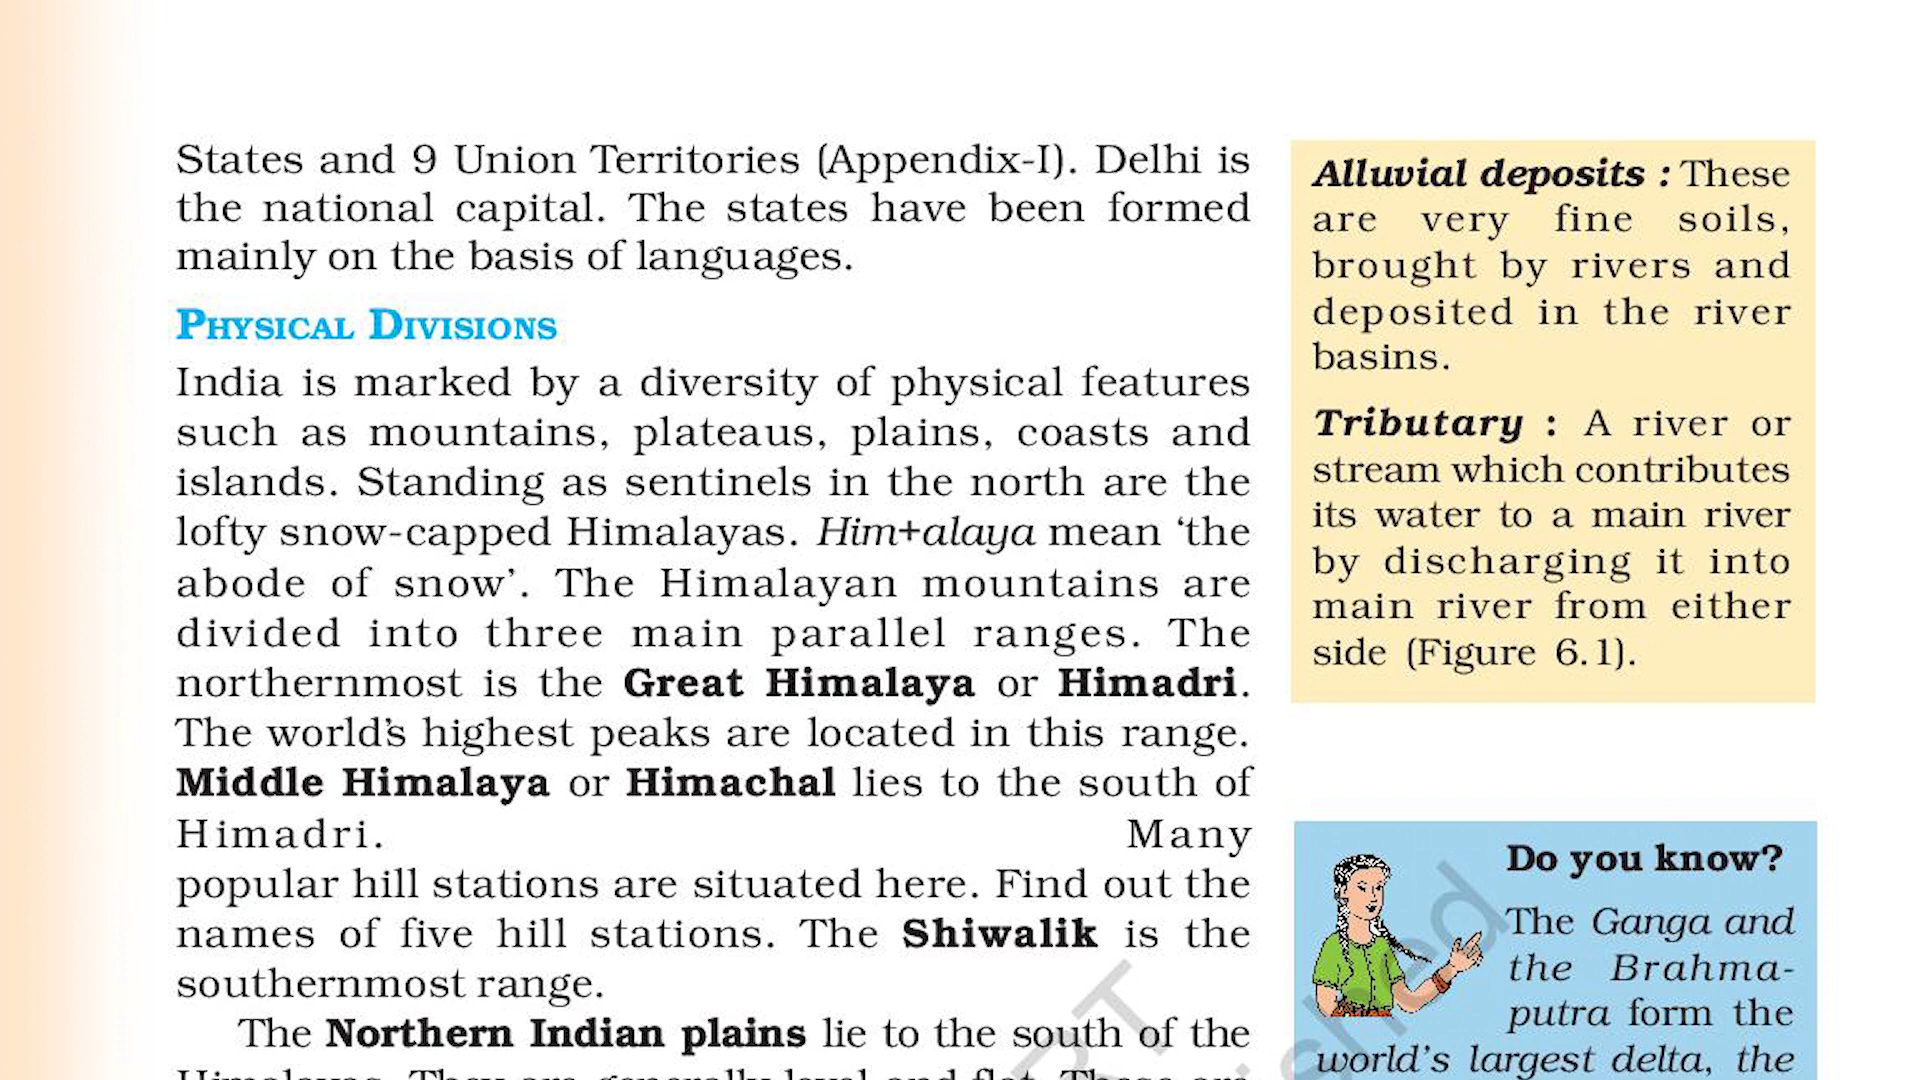 States and 9 Union Territories (Appendix-I). Delhi is
the national capital. The states have been formed
mainly on the basis of languages.
PHYSICAL DIVISIONS
India is marked by a diversity of physical features
such as mountains, plateaus, plains, coasts and
islands. Standing as sentinels in the north are the
lofty snow-capped Himalayas. Him+alaya mean ‘the
abode of snow’. The Himalayan mountains are
divided into three main parallel ranges. The
northernmost is the Great Himalaya or Himadri.
The world’s highest peaks are located in this range.
Middle Himalaya or Himachal lies to the south of
Himadri. Many
popular hill stations are situated here. Find out the
names of five hill stations. The Shiwalik is the
southernmost range.
The Northern Indian plains lie to the south of the
Himalayas. They are generally level and flat. These are
Alluvial deposits : These
are very fine soils,
brought by rivers and
deposited in the river
basins.
Tributary : A river or
stream which contributes
its water to a main river
by discharging it into
main river from either
side (Figure 6.1).
Do you know?
The Ganga and
the Brahma-
putra form the
world’s largest delta, the